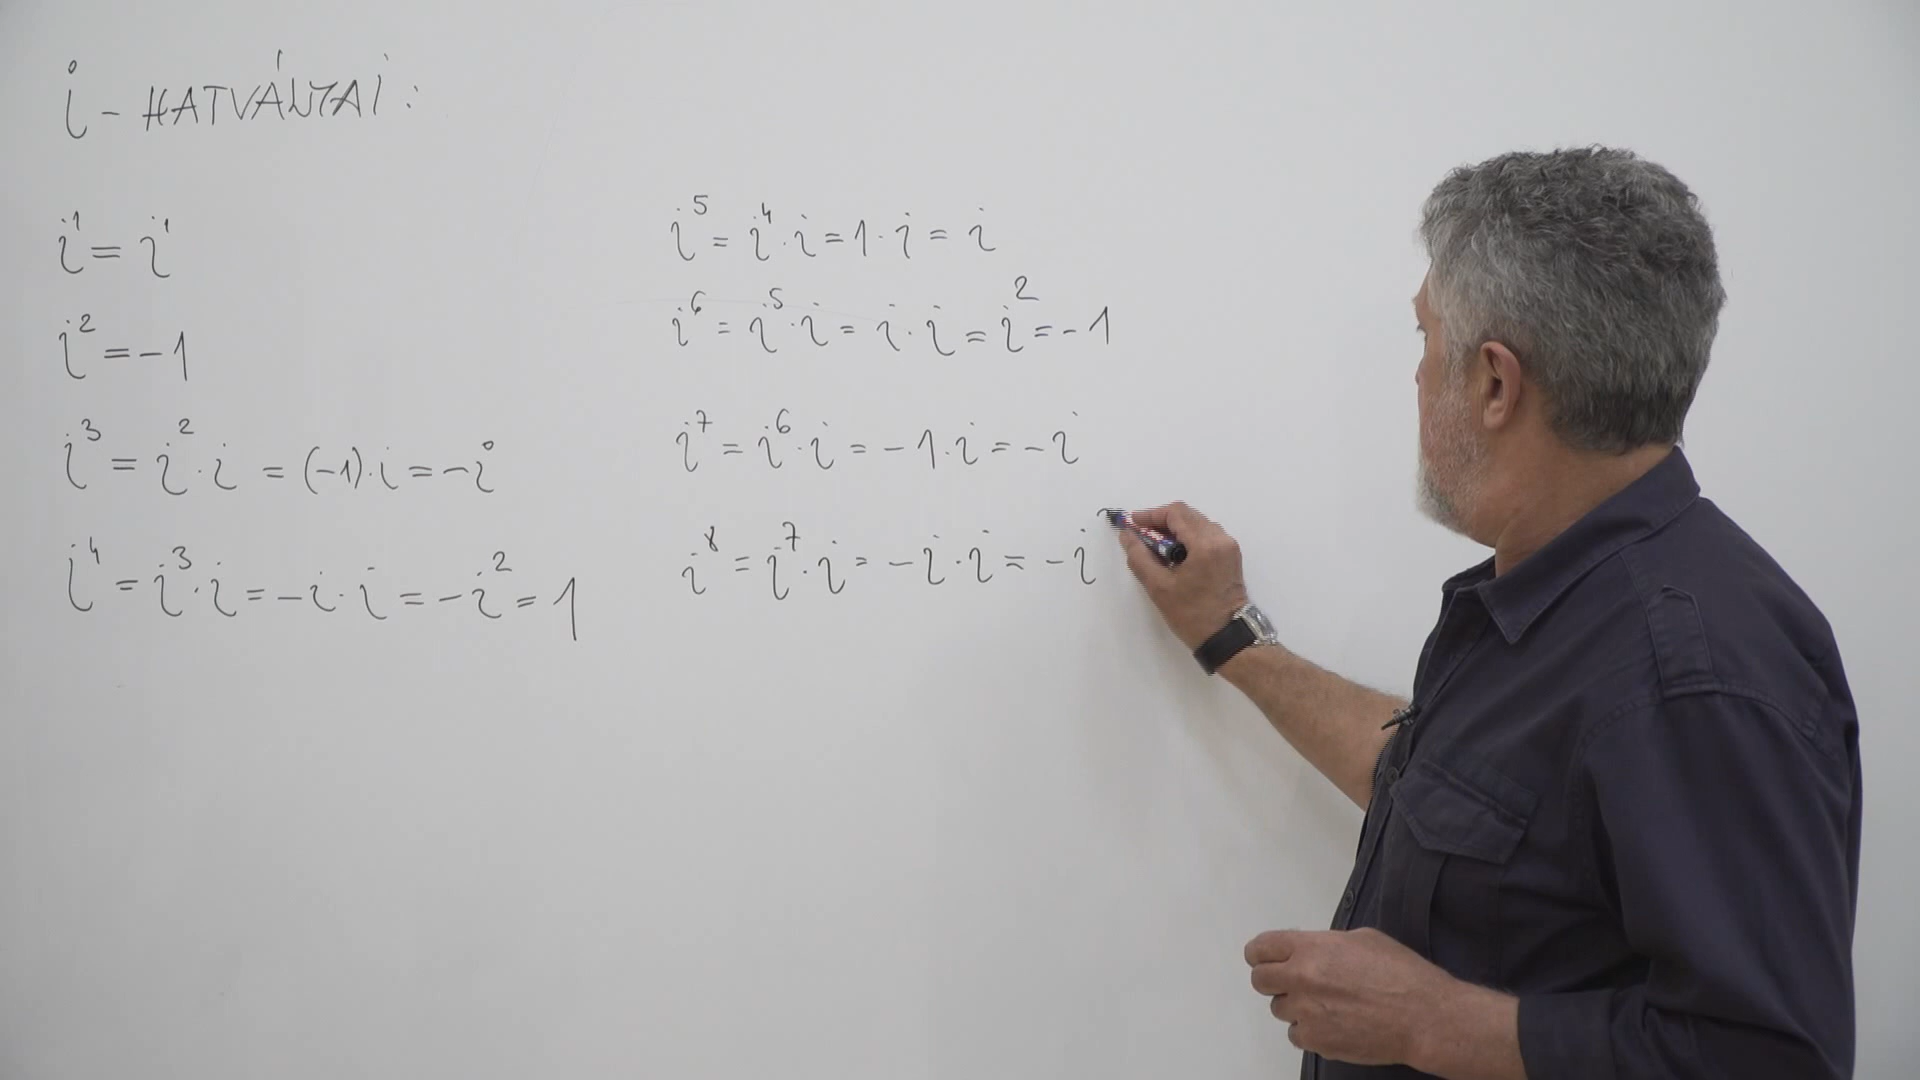 i - HATVÁNYAI :
i¹ = i
i² = -1
i³ = i² · i = (-1) · i = -i
i⁴ = i³ · i = -i · i = -i² = 1
i⁵ = i⁴ · i = 1 · i = i
i⁶ = i⁵ · i = i · i = i² = -1
i⁷ = i⁶ · i = -1 · i = -i
i⁸ = i⁷ · i = -i · i = -i